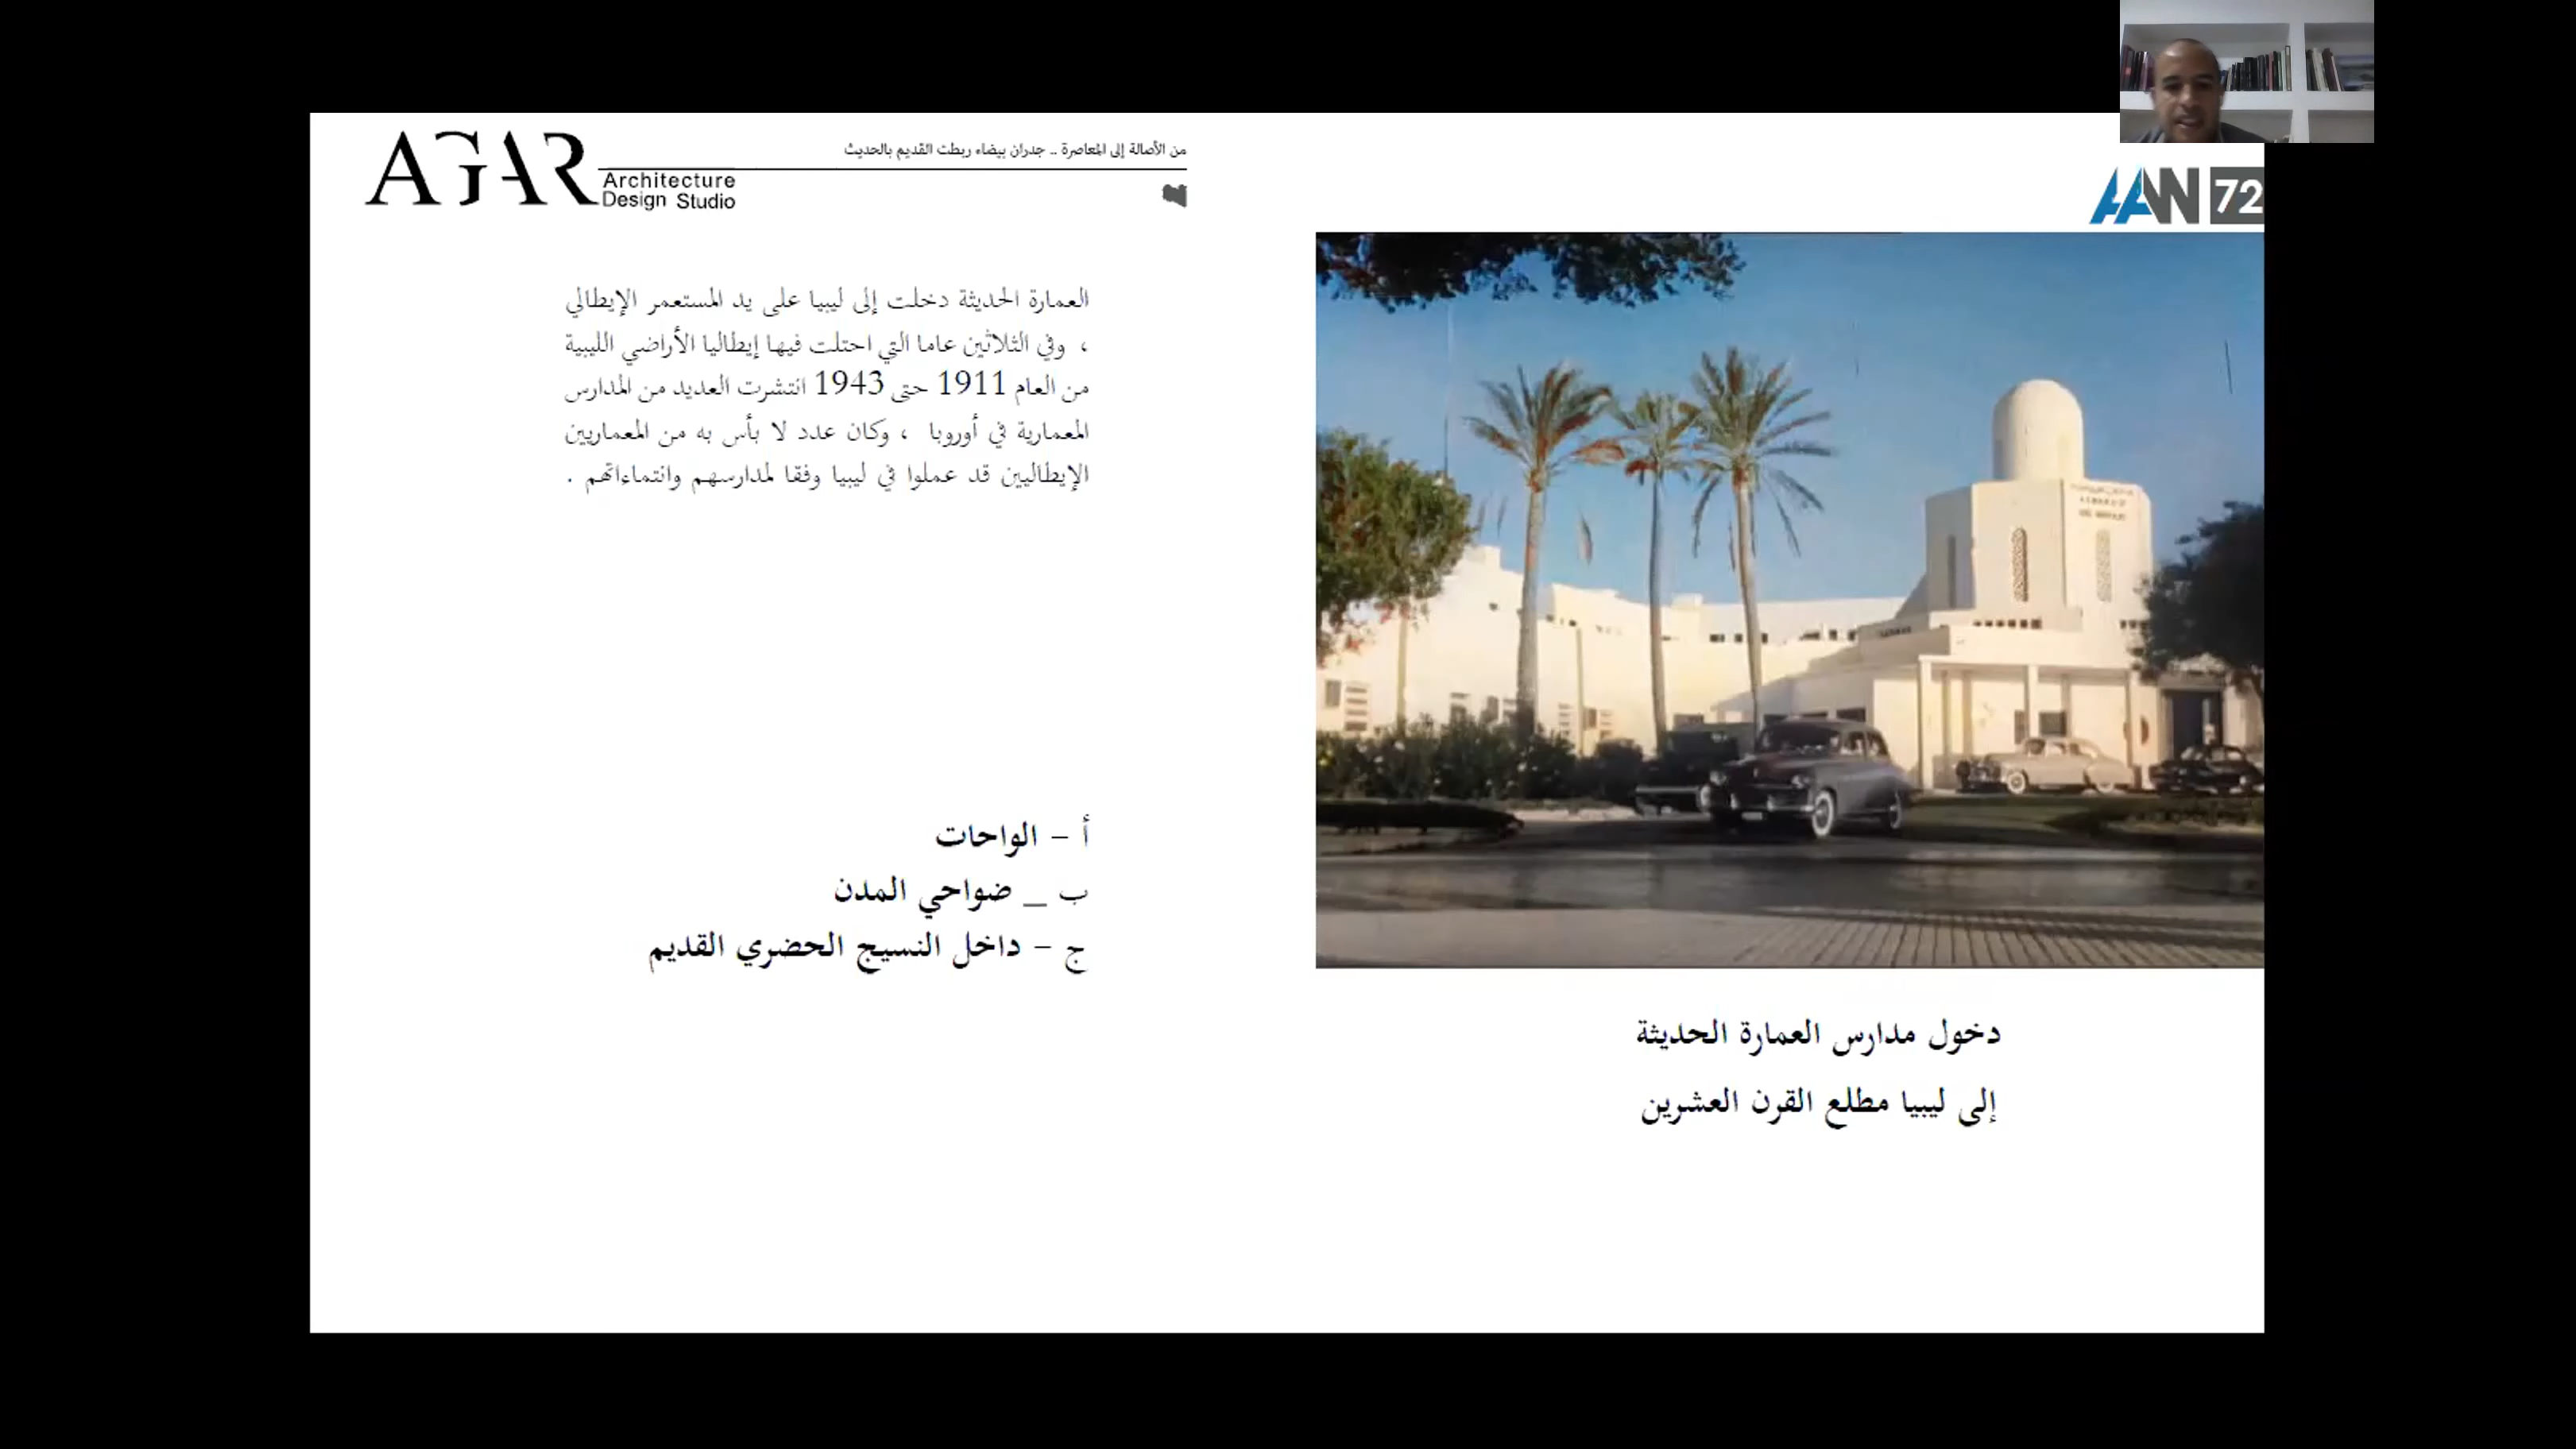 AGAR
Architecture
Design Studio
من الأصالة إلى المعاصرة .. جدران بيضاء ربطت القديم بالحديث
AAN 72
العمارة الحديثة دخلت إلى ليبيا على يد المستعمر الإيطالي
، وفي الثلاثين عاما التي احتلت فيها إيطاليا الأراضي الليبية
من العام 1911 حتى 1943 انتشرت العديد من المدارس
المعمارية في أوروبا ، وكان عدد لا بأس به من المعماريين
الإيطاليين قد عملوا في ليبيا وفقا لمدارسهم وانتماءاتهم .
أ - الواحات
ب _ ضواحي المدن
ج - داخل النسيج الحضري القديم
دخول مدارس العمارة الحديثة
إلى ليبيا مطلع القرن العشرين